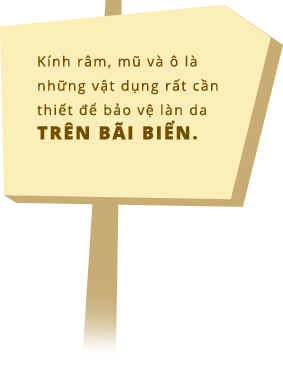 Kính râm, mũ và ô là
những vật dụng rất cần
thiết để bảo vệ làn da
TRÊN BÃI BIỂN.